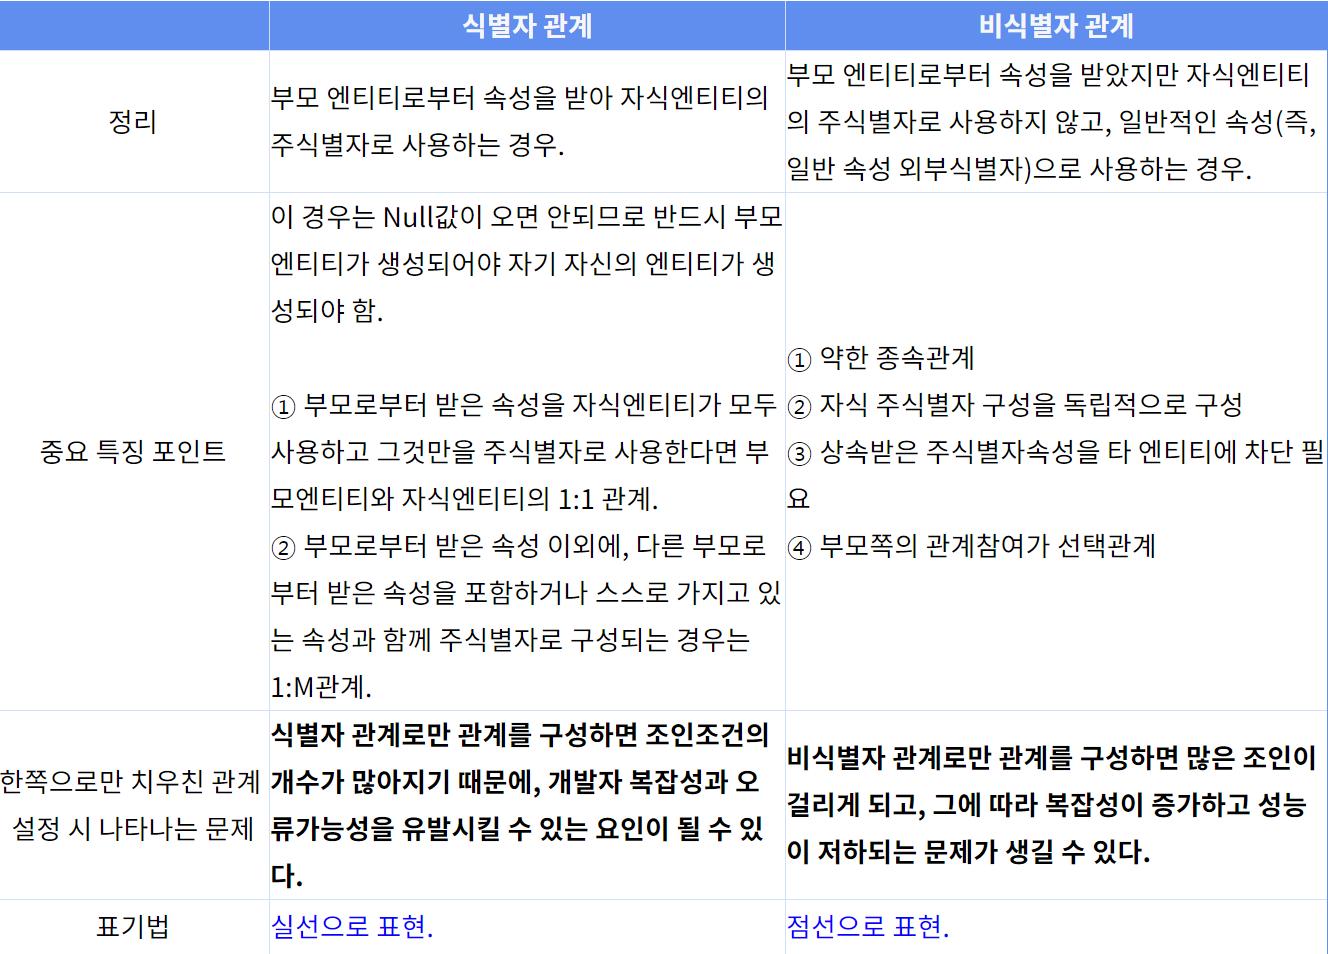 식별자 관계
비식별자 관계
정리
부모 엔티티로부터 속성을 받아 자식엔티티의
주식별자로 사용하는 경우.
부모 엔티티로부터 속성을 받았지만 자식엔티티
의 주식별자로 사용하지 않고, 일반적인 속성(즉,
일반 속성 외부식별자)으로 사용하는 경우.
중요 특징 포인트
이 경우는 Null값이 오면 안되므로 반드시 부모
엔티티가 생성되어야 자기 자신의 엔티티가 생
성되야 함.
① 부모로부터 받은 속성을 자식엔티티가 모두
사용하고 그것만을 주식별자로 사용한다면 부
모엔티티와 자식엔티티의 1:1 관계.
② 부모로부터 받은 속성 이외에, 다른 부모로
부터 받은 속성을 포함하거나 스스로 가지고 있
는 속성과 함께 주식별자로 구성되는 경우는
1:M관계.
① 약한 종속관계
② 자식 주식별자 구성을 독립적으로 구성
③ 상속받은 주식별자속성을 타 엔티티에 차단 필
요
④ 부모쪽의 관계참여가 선택관계
한쪽으로만 치우친 관계
설정 시 나타나는 문제
식별자 관계로만 관계를 구성하면 조인조건의
개수가 많아지기 때문에, 개발자 복잡성과 오
류가능성을 유발시킬 수 있는 요인이 될 수 있
다.
비식별자 관계로만 관계를 구성하면 많은 조인이
걸리게 되고, 그에 따라 복잡성이 증가하고 성능
이 저하되는 문제가 생길 수 있다.
표기법
실선으로 표현.
점선으로 표현.